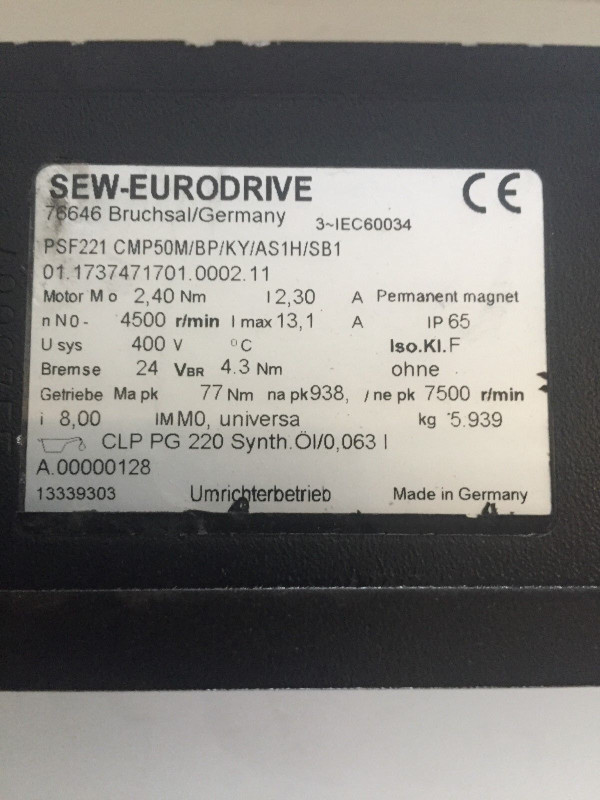 SEW-EURODRIVE CE
76646 Bruchsal/Germany 3~IEC60034
PSF221 CMP50M/BP/KY/AS1H/SB1
01.1737471701.0002.11
Motor M o 2,40 Nm I 2,30 A Permanent magnet
n N 0 - 4500 r/min I max 13,1 A IP 65
U sys 400 V °C Iso.Kl. F
Bremse 24 VBR 4.3 Nm ohne
Getriebe Ma pk 77 Nm na pk 938, / ne pk 7500 r/min
i 8,00 IM M0, universa kg 5.939
CLP PG 220 Synth.Öl/0,063 l
A.00000128
13339303 Umrichterbetrieb Made in Germany